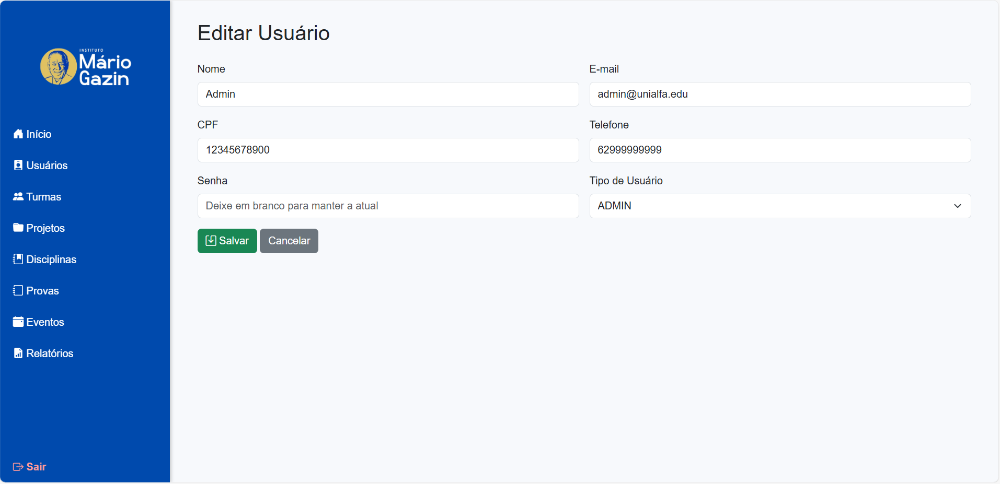 INSTITUTO
Mário
Gazin
Início
Usuários
Turmas
Projetos
Disciplinas
Provas
Eventos
Relatórios
Sair
Editar Usuário
Nome
E-mail
Admin
admin@unialfa.edu
CPF
Telefone
12345678900
62999999999
Senha
Tipo de Usuário
Deixe em branco para manter a atual
ADMIN
Salvar
Cancelar